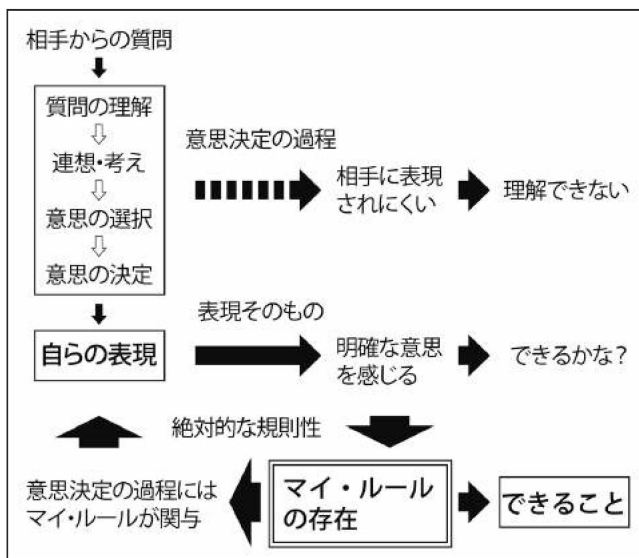 相手からの質問
質問の理解
連想・考え
意思の選択
意思の決定
意思決定の過程
相手に表現
されにくい
理解できない
自らの表現
表現そのもの
明確な意思
を感じる
できるかな？
絶対的な規則性
意思決定の過程には
マイ・ルールが関与
マイ・ルール
の存在
できること